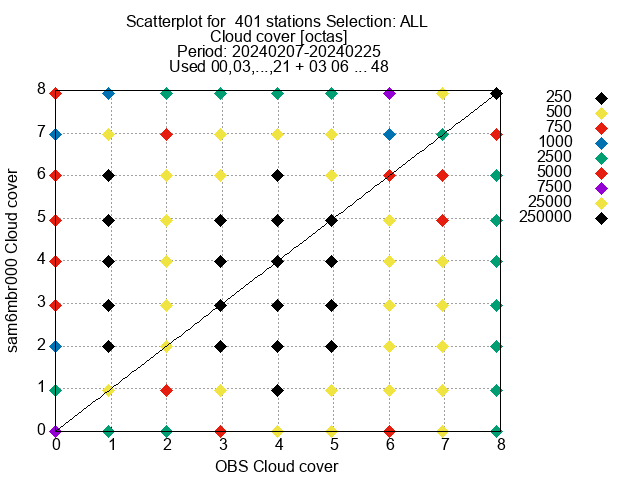 Scatterplot for 401 stations Selection: ALL
Cloud cover [octas]
Period: 20240207-20240225
Used 00,03,...,21 + 03 06 ... 48
8
7
6
5
4
3
2
1
0
0 1 2 3 4 5 6 7 8
sam6mbr000 Cloud cover
OBS Cloud cover
250
500
750
1000
2500
5000
7500
25000
250000